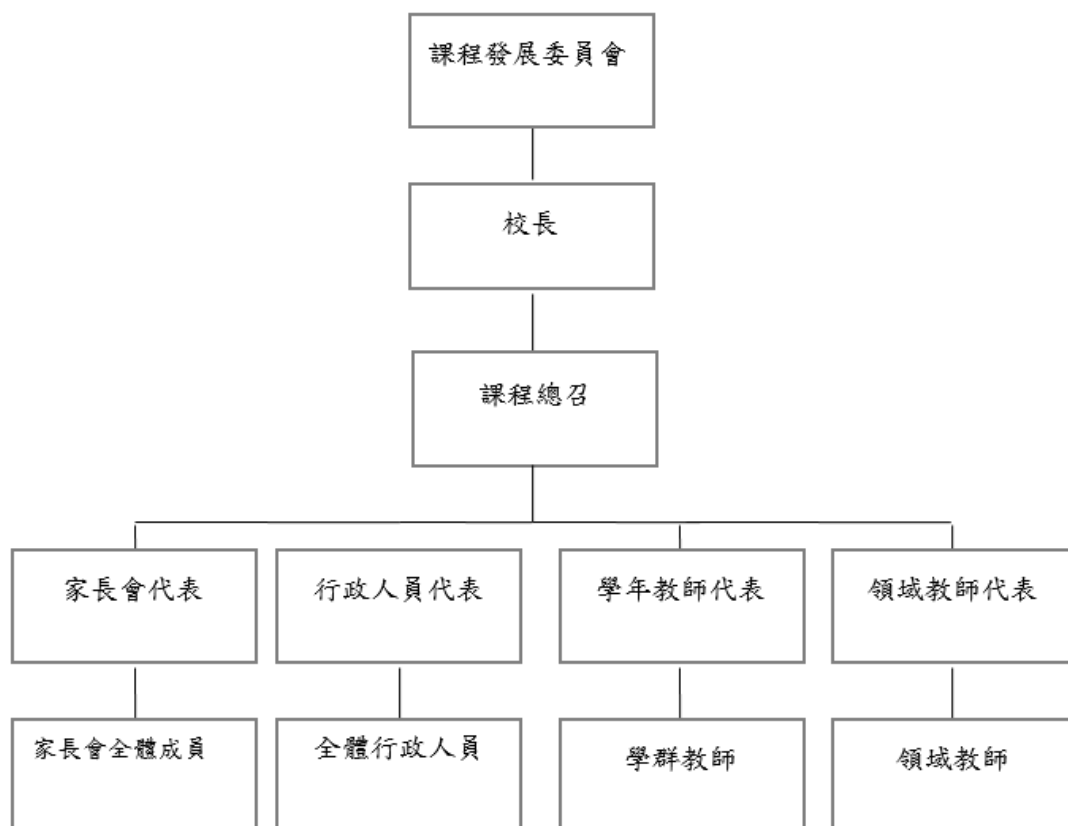 課程發展委員會
校長
課程總召
家長會代表
行政人員代表
學年教師代表
領域教師代表
家長會全體成員
全體行政人員
學群教師
領域教師